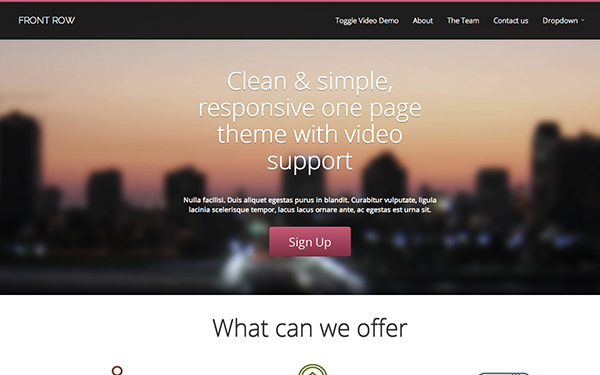 FRONT ROW
Toggle Video Demo
About
The Team
Contact us
Dropdown
Clean & simple,
responsive one page
theme with video
support
Nulla facilisi. Duis aliquet egestas purus in blandit. Curabitur vulputate, ligula
lacinia scelerisque tempor, lacus lacus ornare ante, ac egestas est urna sit.
Sign Up
What can we offer